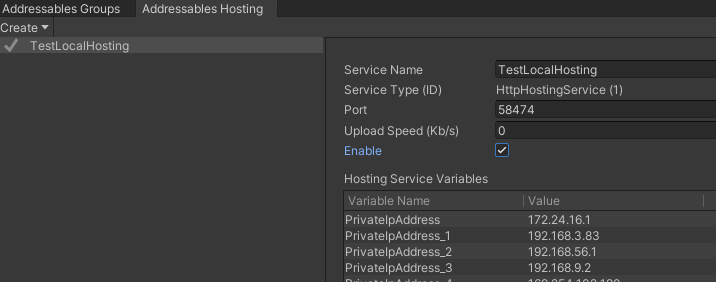 Addressables Groups Addressables Hosting
Create
TestLocalHosting
Service Name TestLocalHosting
Service Type (ID) HttpHostingService (1)
Port 58474
Upload Speed (Kb/s) 0
Enable
Hosting Service Variables
Variable Name Value
PrivateIpAddress 172.24.16.1
PrivateIpAddress_1 192.168.3.83
PrivateIpAddress_2 192.168.56.1
PrivateIpAddress_3 192.168.9.2